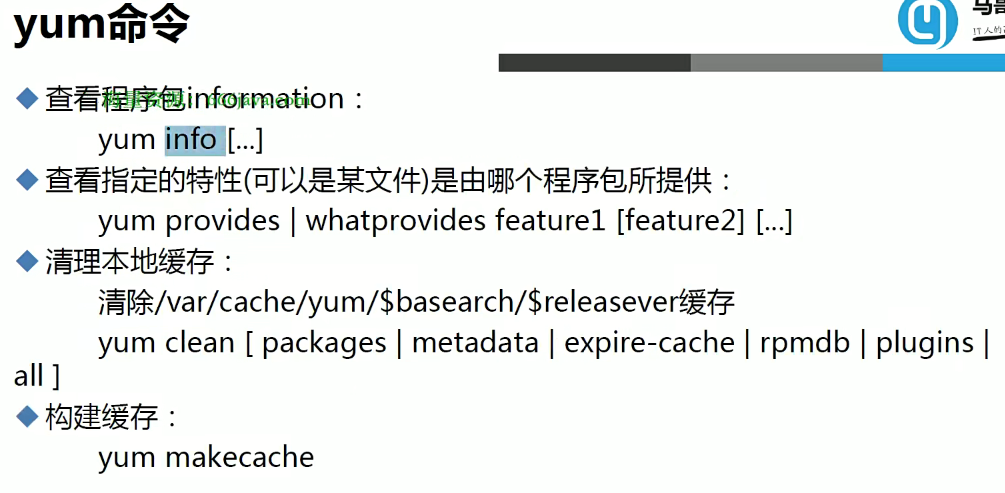 yum命令
马哥
IT人的
◆ 查看程序包information：
yum info [...]
◆ 查看指定的特性(可以是某文件)是由哪个程序包所提供：
yum provides | whatprovides feature1 [feature2] [...]
◆ 清理本地缓存：
清除/var/cache/yum/$basearch/$releasever缓存
yum clean [ packages | metadata | expire-cache | rpmdb | plugins |
all ]
◆ 构建缓存：
yum makecache